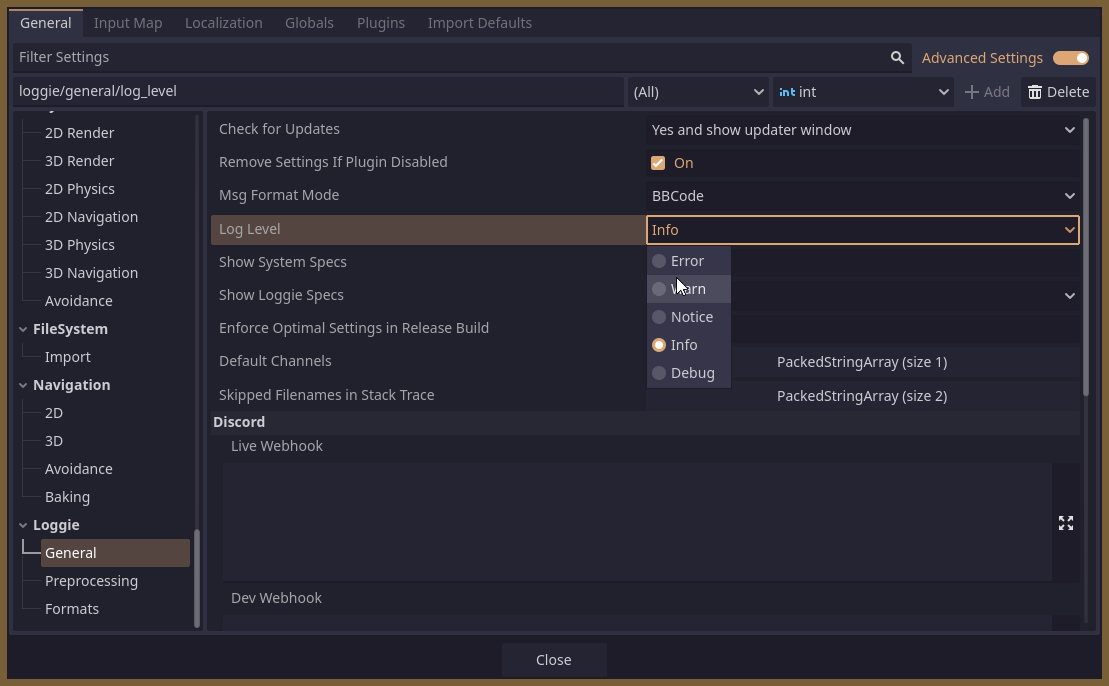 General Input Map Localization Globals Plugins Import Defaults
Filter Settings Advanced Settings
loggie/general/log_level (All) int int Add Delete
2D Render
3D Render
2D Physics
2D Navigation
3D Physics
3D Navigation
Avoidance
FileSystem
Import
Navigation
2D
3D
Avoidance
Baking
Loggie
General
Preprocessing
Formats
Check for Updates Yes and show updater window
Remove Settings If Plugin Disabled On
Msg Format Mode BBCode
Log Level Info
Show System Specs
Show Loggie Specs
Enforce Optimal Settings in Release Build
Default Channels PackedStringArray (size 1)
Skipped Filenames in Stack Trace PackedStringArray (size 2)
Error
Warn
Notice
Info
Debug
Discord
Live Webhook
Dev Webhook
Close